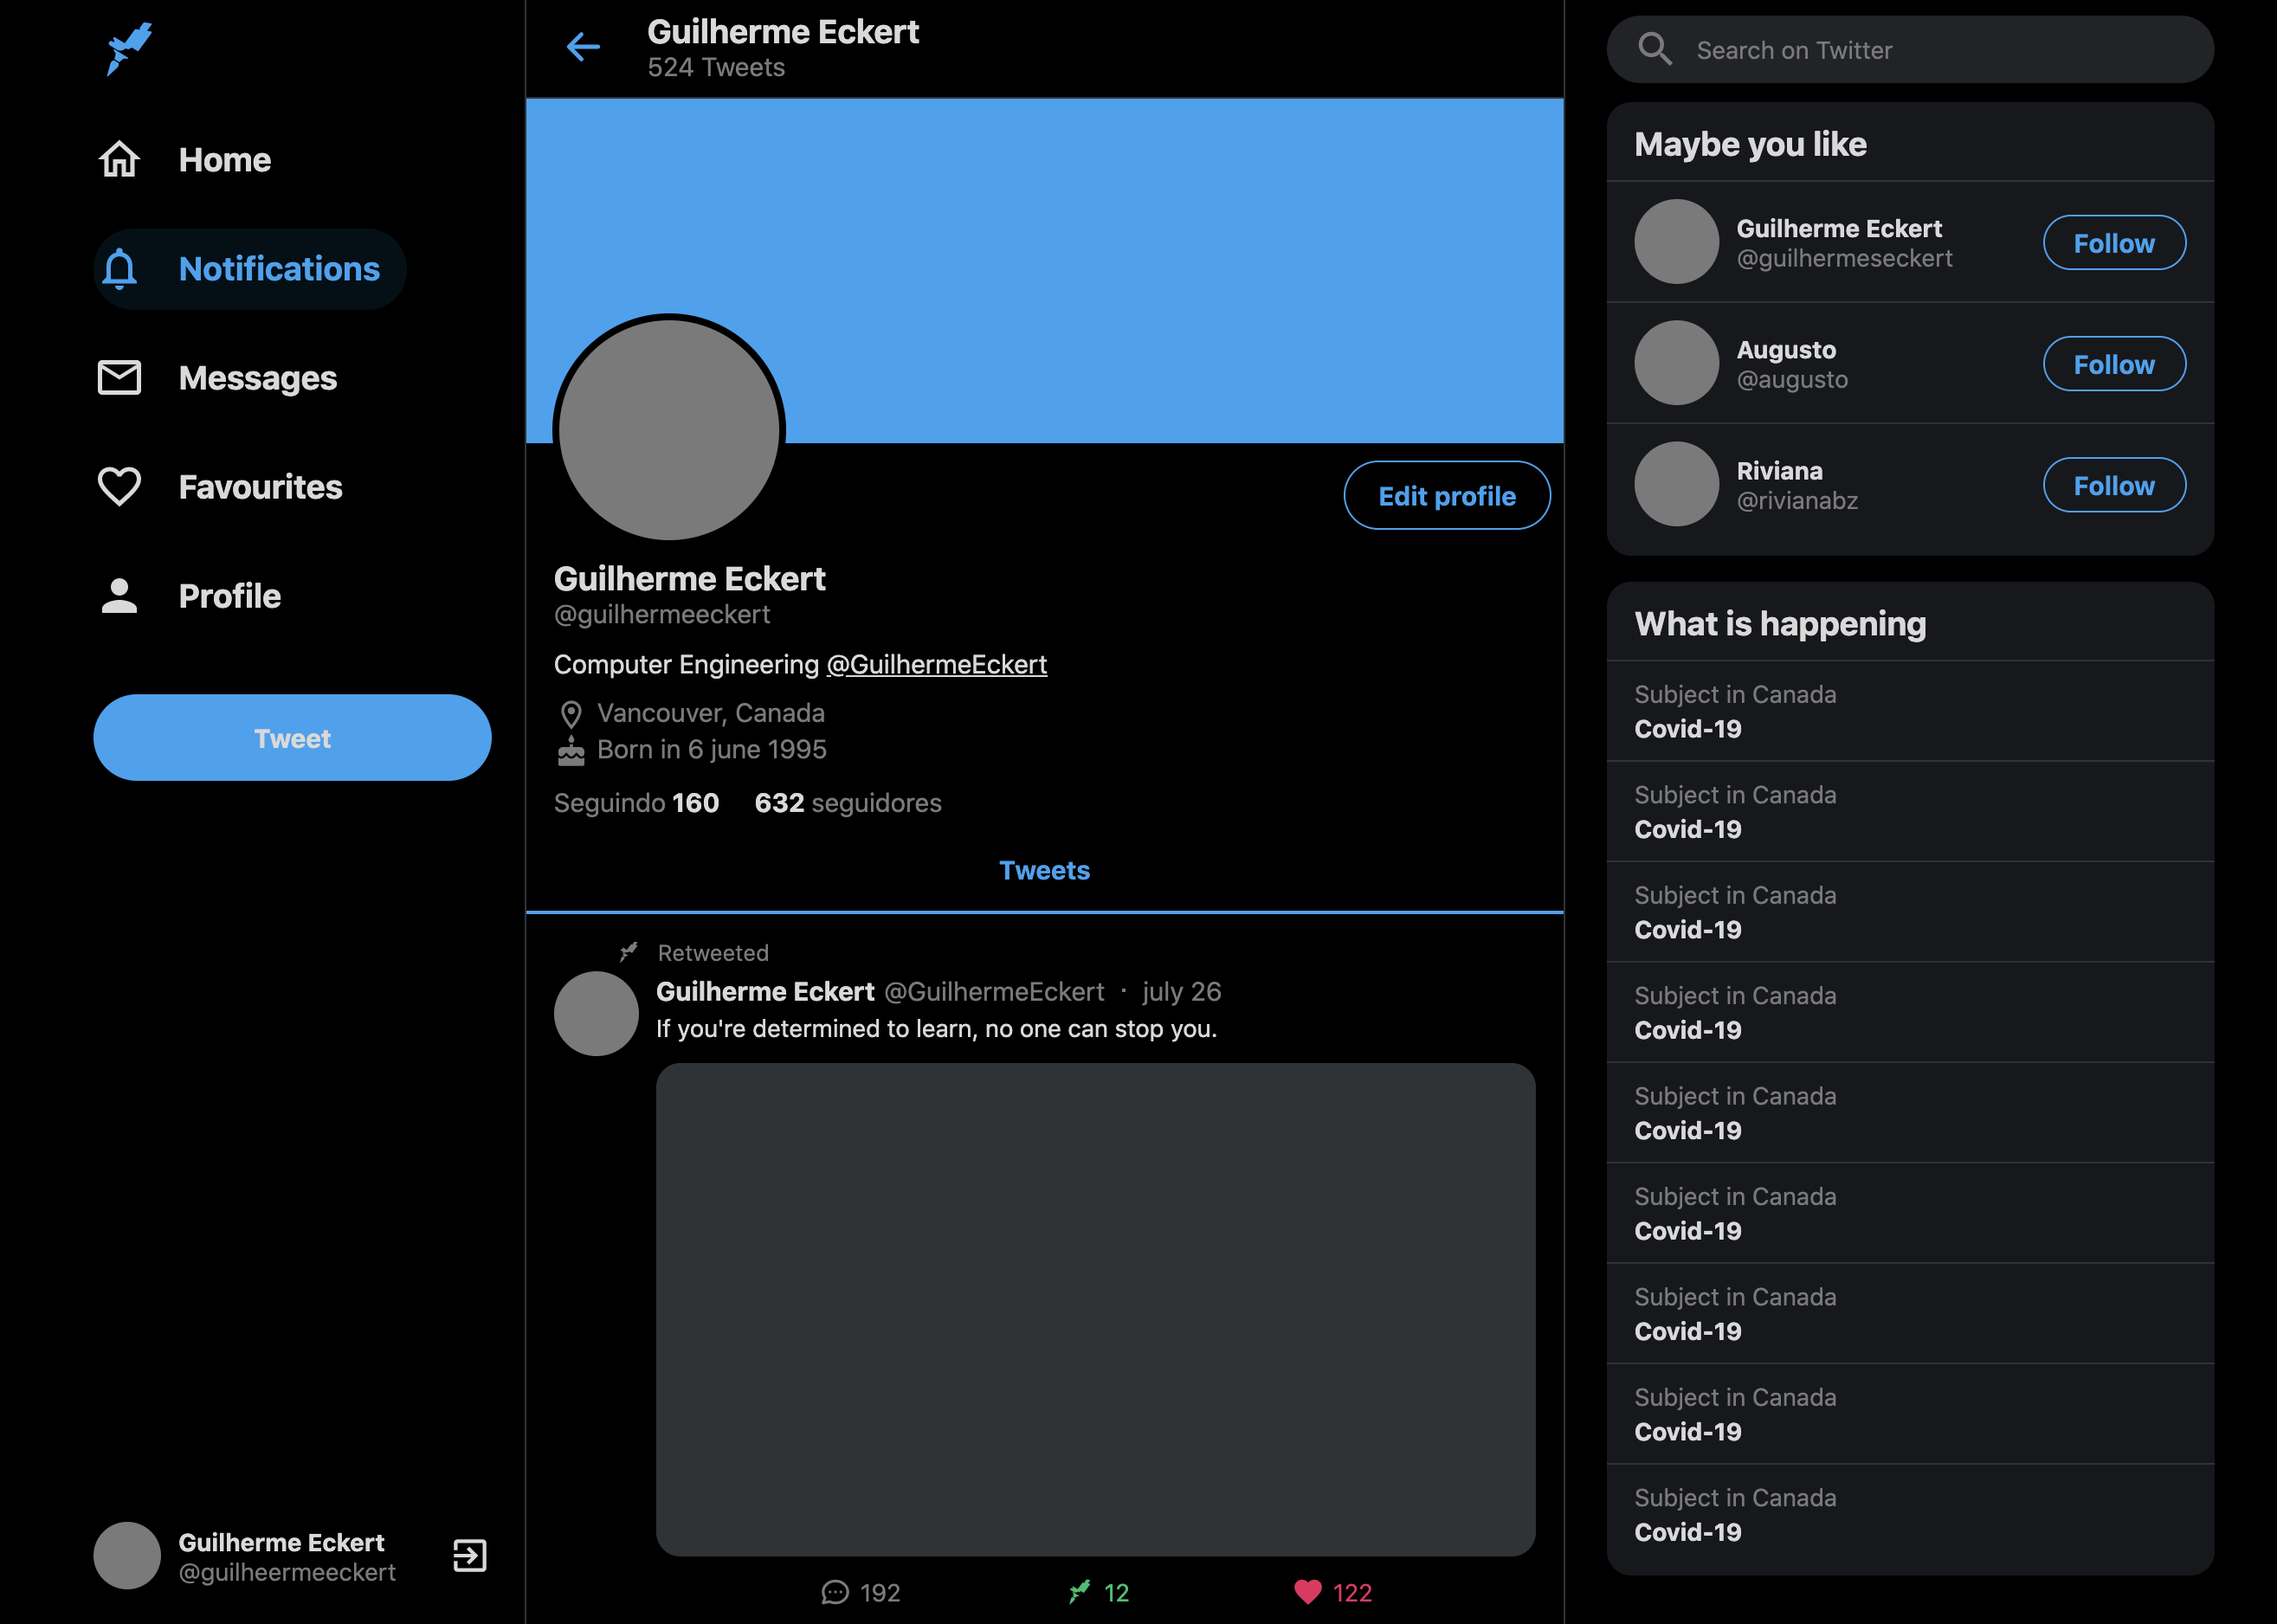 Home
Notifications
Messages
Favourites
Profile
Tweet
Guilherme Eckert
@guilheermeeckert
Guilherme Eckert
524 Tweets
Edit profile
Guilherme Eckert
@guilhermeeckert
Computer Engineering @GuilhermeEckert
Vancouver, Canada
Born in 6 june 1995
Seguindo 160 632 seguidores
Tweets
Retweeted
Guilherme Eckert @GuilhermeEckert · july 26
If you're determined to learn, no one can stop you.
192 12 122
Search on Twitter
Maybe you like
Guilherme Eckert
@guilhermeseckert
Follow
Augusto
@augusto
Follow
Riviana
@rivianabz
Follow
What is happening
Subject in Canada
Covid-19
Subject in Canada
Covid-19
Subject in Canada
Covid-19
Subject in Canada
Covid-19
Subject in Canada
Covid-19
Subject in Canada
Covid-19
Subject in Canada
Covid-19
Subject in Canada
Covid-19
Subject in Canada
Covid-19